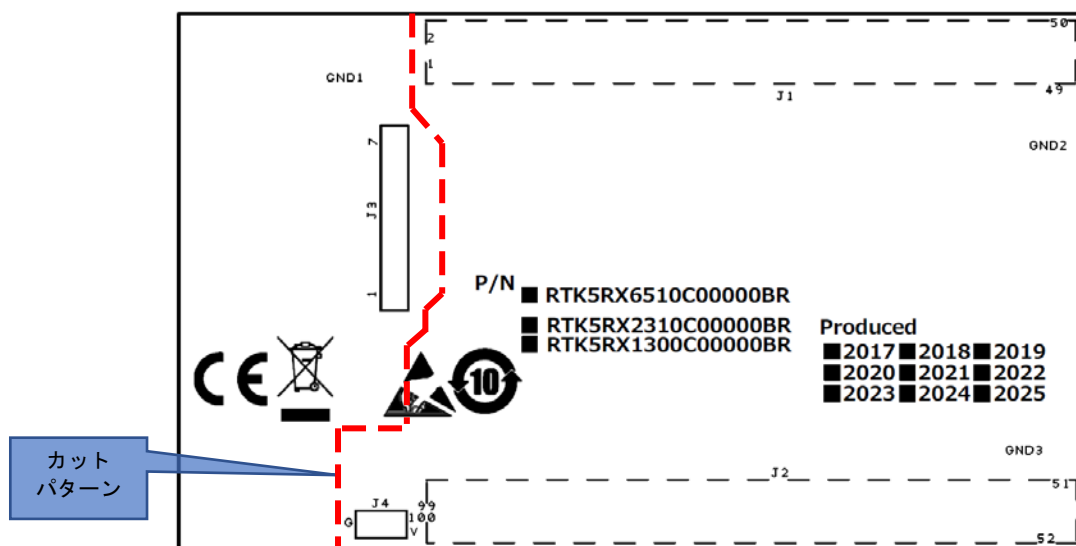 50
2
1
GND1
49
J1
7
GND2
J3
1
P/N
■ RTK5RX6510C00000BR
■ RTK5RX2310C00000BR
■ RTK5RX1300C00000BR
Produced
■2017■2018■2019
■2020■2021■2022
■2023■2024■2025
CE
10
カット
パターン
GND3
J2
51
J4
99
G
100
V
52